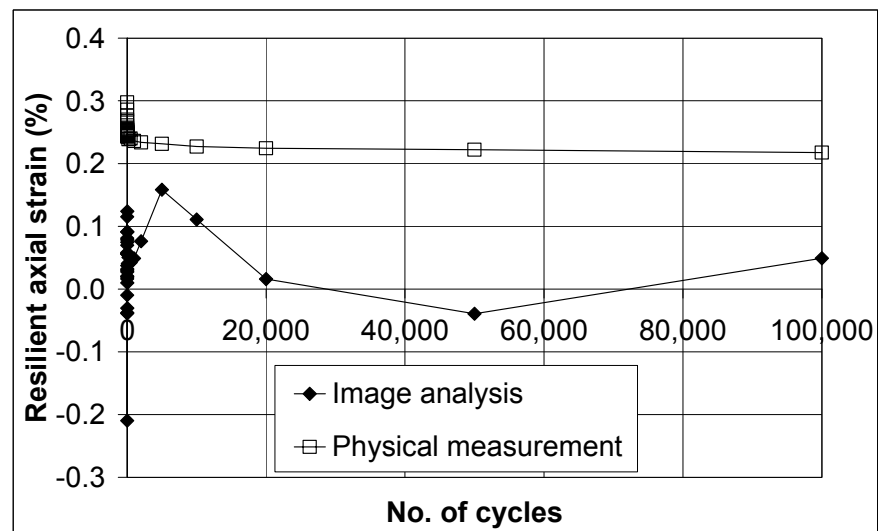 0.4
0.3
0.2
0.1
0.0
-0.1
-0.2
-0.3
Resilient axial strain (%)
0 20,000 40,000 60,000 80,000 100,000
Image analysis
Physical measurement
No. of cycles